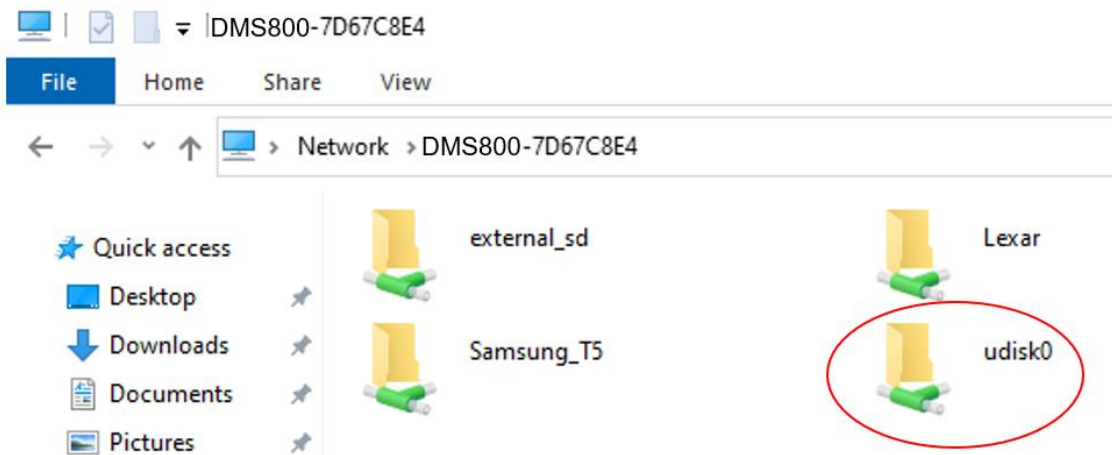 DMS800-7D67C8E4
File Home Share View
Network > DMS800-7D67C8E4
Quick access
Desktop
Downloads
Documents
Pictures
external_sd
Lexar
Samsung_T5
udisk0